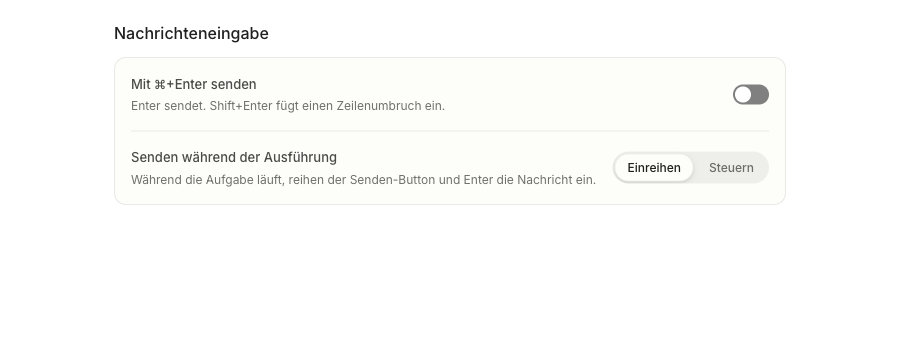 Nachrichteneingabe
Mit ⌘+Enter senden
Enter sendet. Shift+Enter fügt einen Zeilenumbruch ein.
Senden während der Ausführung
Während die Aufgabe läuft, reihen der Senden-Button und Enter die Nachricht ein.
Einreihen Steuern